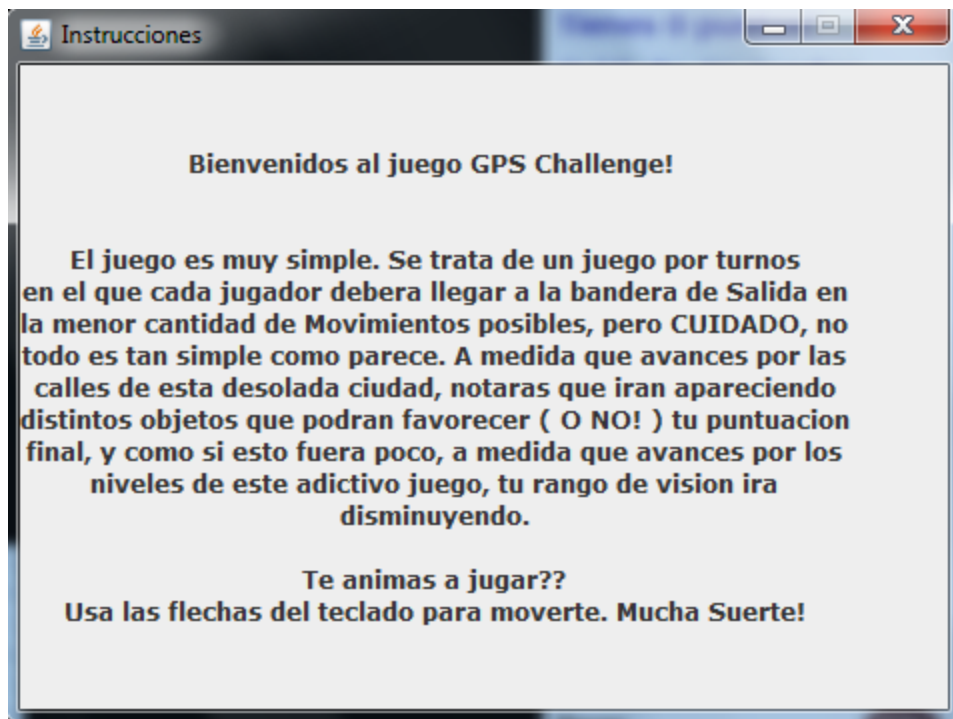 Instrucciones
Bienvenidos al juego GPS Challenge!
El juego es muy simple. Se trata de un juego por turnos
en el que cada jugador debera llegar a la bandera de Salida en
la menor cantidad de Movimientos posibles, pero CUIDADO, no
todo es tan simple como parece. A medida que avances por las
calles de esta desolada ciudad, notaras que iran apareciendo
distintos objetos que podran favorecer ( O NO! ) tu puntuacion
final, y como si esto fuera poco, a medida que avances por los
niveles de este adictivo juego, tu rango de vision ira
disminuyendo.
Te animas a jugar??
Usa las flechas del teclado para moverte. Mucha Suerte!